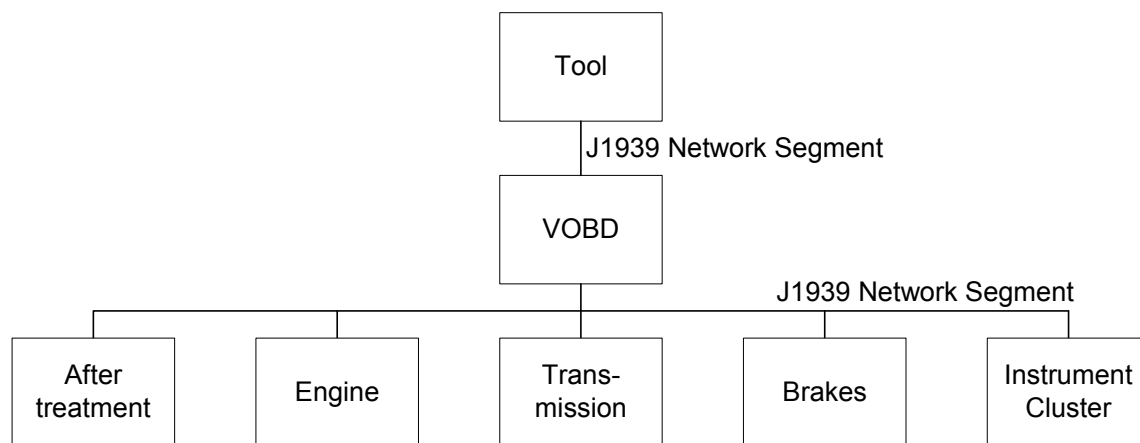 Tool
J1939 Network Segment
VOBD
J1939 Network Segment
After
treatment
Engine
Trans-
mission
Brakes
Instrument
Cluster